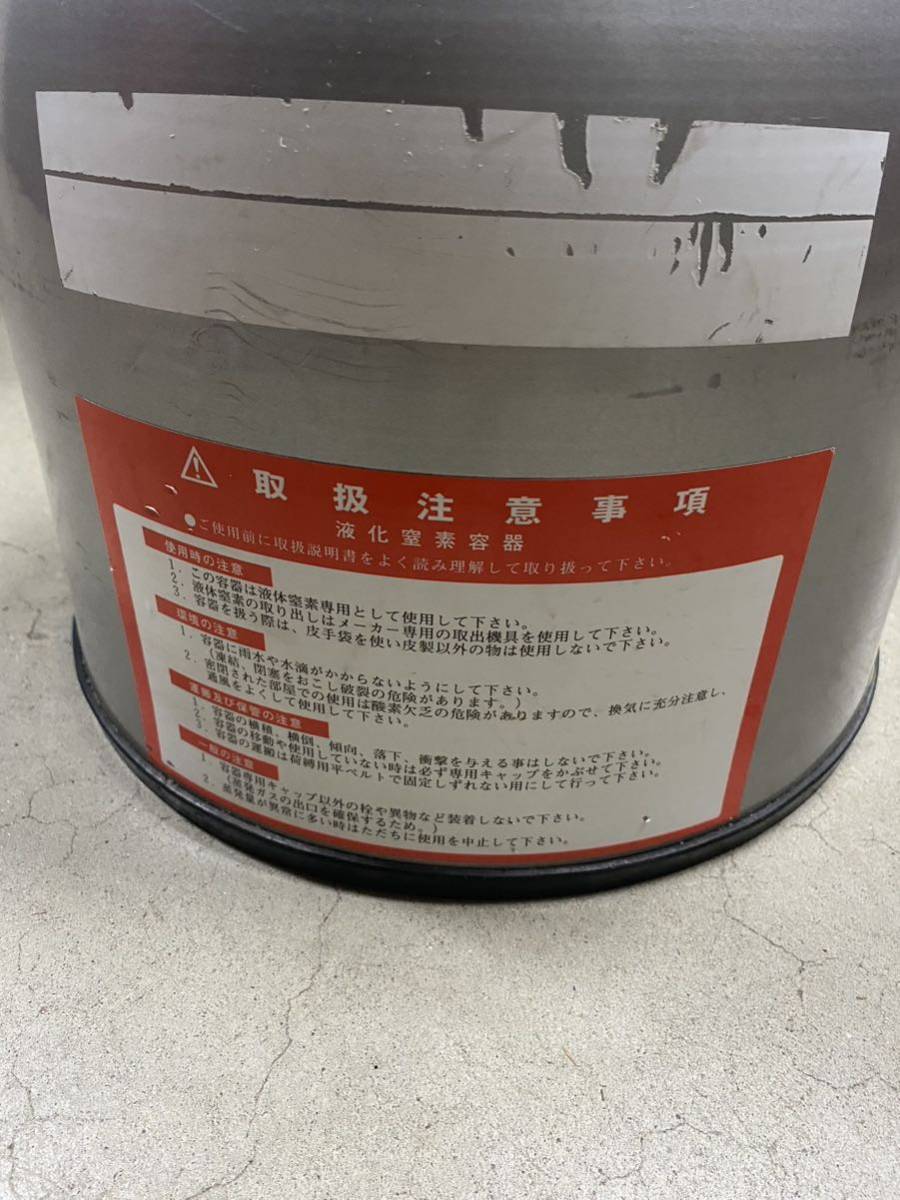 取扱注意事項
液化窒素容器
●ご使用前に取扱説明書をよく読み理解して取り扱って下さい。
使用時の注意
1. この容器は液体窒素専用として使用して下さい。
2. 液体窒素の取り出しはメーカー専用の取出機具を使用して下さい。
3. 容器を扱う際は、皮手袋を使い皮製以外の物は使用しないで下さい。
環境の注意
1. 容器に雨水や水滴がかからないようにして下さい。
(凍結、閉塞をおこし破裂の危険があります。)
2. 密閉された部屋での使用は酸素欠乏の危険がありますので、換気に充分注意し、
通風をよくして使用して下さい。
運搬及び保管の注意
1. 容器の横積、横倒、傾向、落下、衝撃を与える事はしないで下さい。
2. 容器の移動や使用していない時は必ず専用キャップをかぶせて下さい。
3. 容器の運搬は荷縛用平ベルトで固定しずれない用にして行って下さい。
一般の注意
1. 容器専用キャップ以外の栓や異物など装着しないで下さい。
(蒸発ガスの出口を確保するため。)
2. 蒸発量が異常に多い時はただちに使用を中止して下さい。